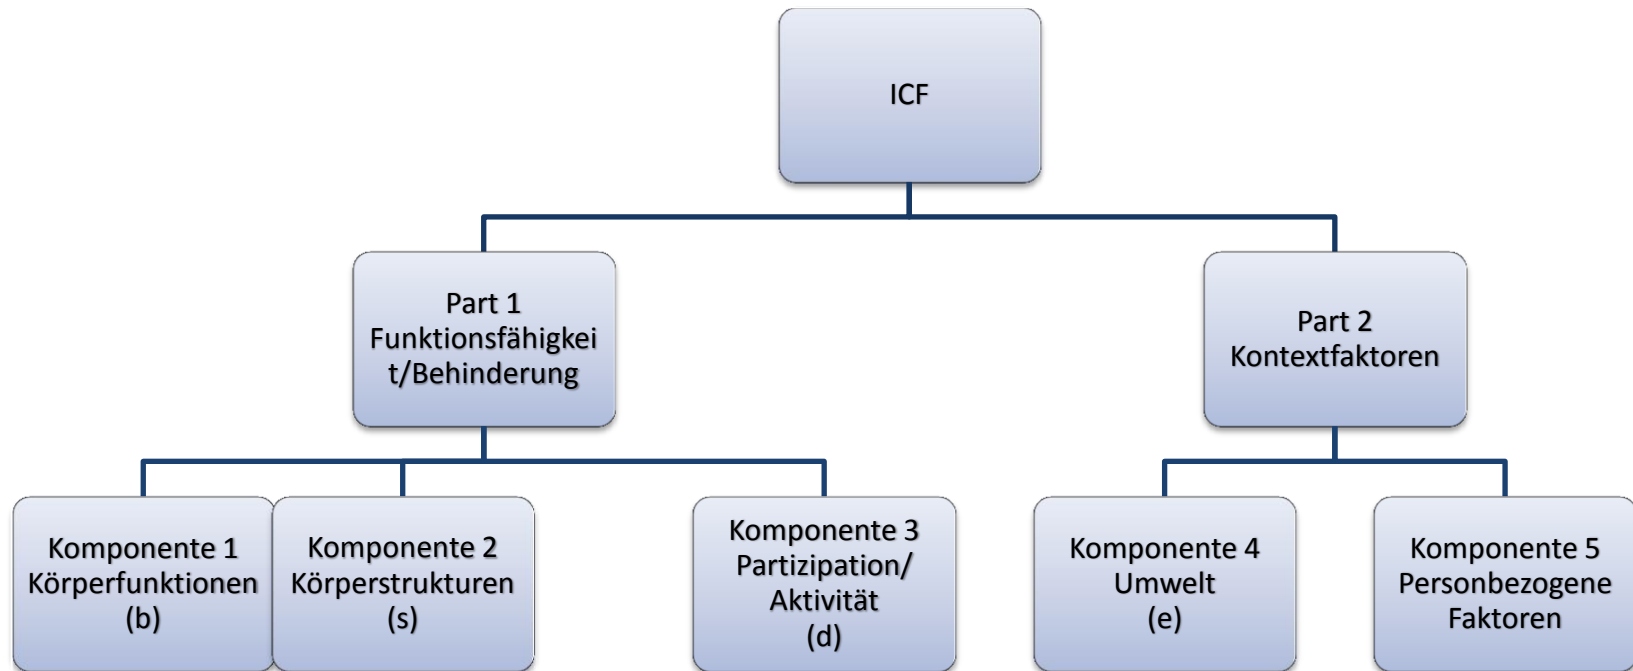 ICF
Part 1
Funktionsfähigkei
t/Behinderung
Part 2
Kontextfaktoren
Komponente 1
Körperfunktionen
(b)
Komponente 2
Körperstrukturen
(s)
Komponente 3
Partizipation/
Aktivität
(d)
Komponente 4
Umwelt
(e)
Komponente 5
Personbezogene
Faktoren